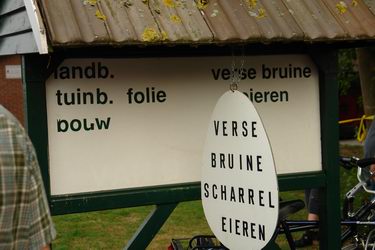 landb. verse bruine
tuinb. folie eieren
bouw
VERSE
BRUINE
SCHARREL
EIEREN